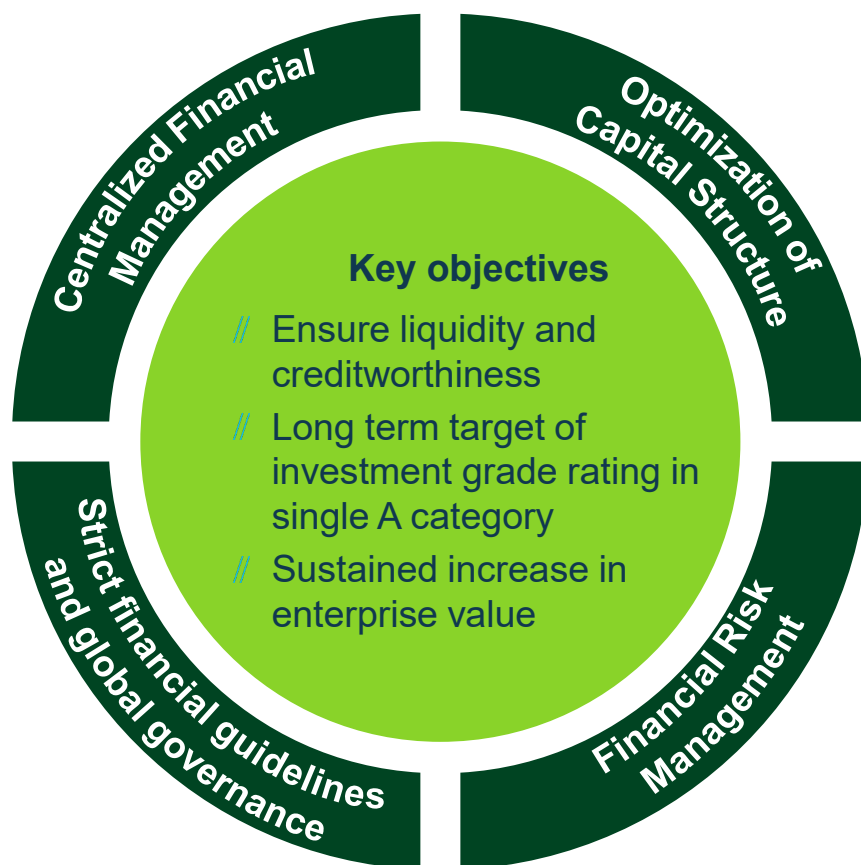 Centralized Financial
Management
Optimization of
Capital Structure
Key objectives
// Ensure liquidity and
creditworthiness
// Long term target of
investment grade rating in
single A category
// Sustained increase in
enterprise value
Strict financial guidelines
and global governance
Financial Risk
Management